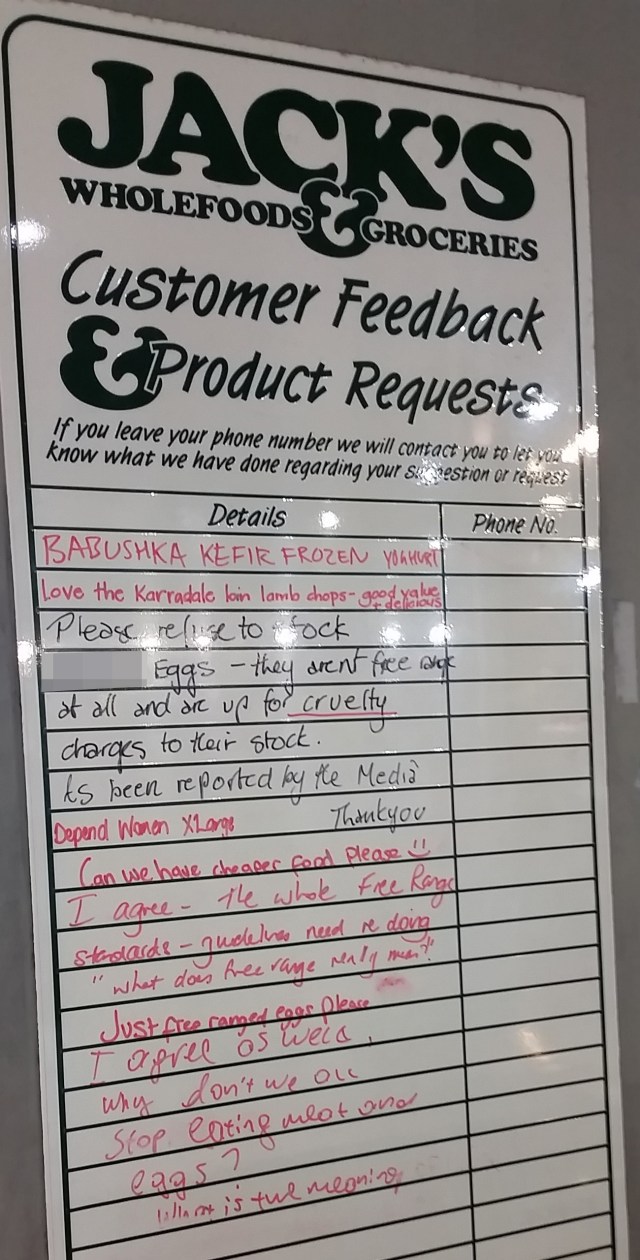 JACK'S
WHOLEFOODS & GROCERIES
Customer Feedback
& Product Requests
If you leave your phone number we will contact you to let you
know what we have done regarding your suggestion or request
Details Phone No.
BABUSHKA KEFIR FROZEN YOGHURT
Love the Karradale loin lamb chops - good value
+ delicious
Please refuse to stock
Eggs - they aren't free range
at all and are up for cruelty
charges to their stock.
As been reported by the Media
Thankyou
Depend Women XLarge
Can we have cheaper food please
I agree - the whole Free Range
standards - guidelines need re doing
"what does free range really mean?"
Just free ranged eggs please
I agree as well.
Why don't we all
Stop eating meat and
eggs?
What is the meaning